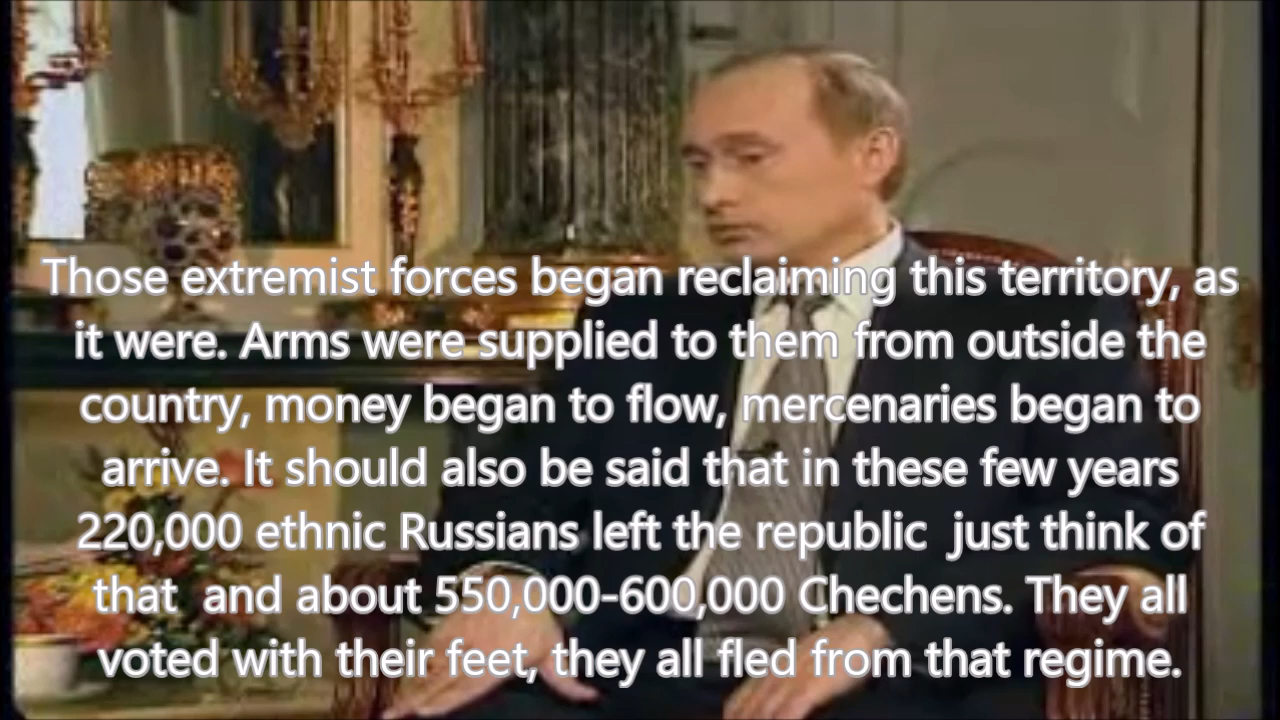 Those extremist forces began reclaiming this territory, as
it were. Arms were supplied to them from outside the
country, money began to flow, mercenaries began to
arrive. It should also be said that in these few years
220,000 ethnic Russians left the republic  just think of
that  and about 550,000-600,000 Chechens. They all
voted with their feet, they all fled from that regime.